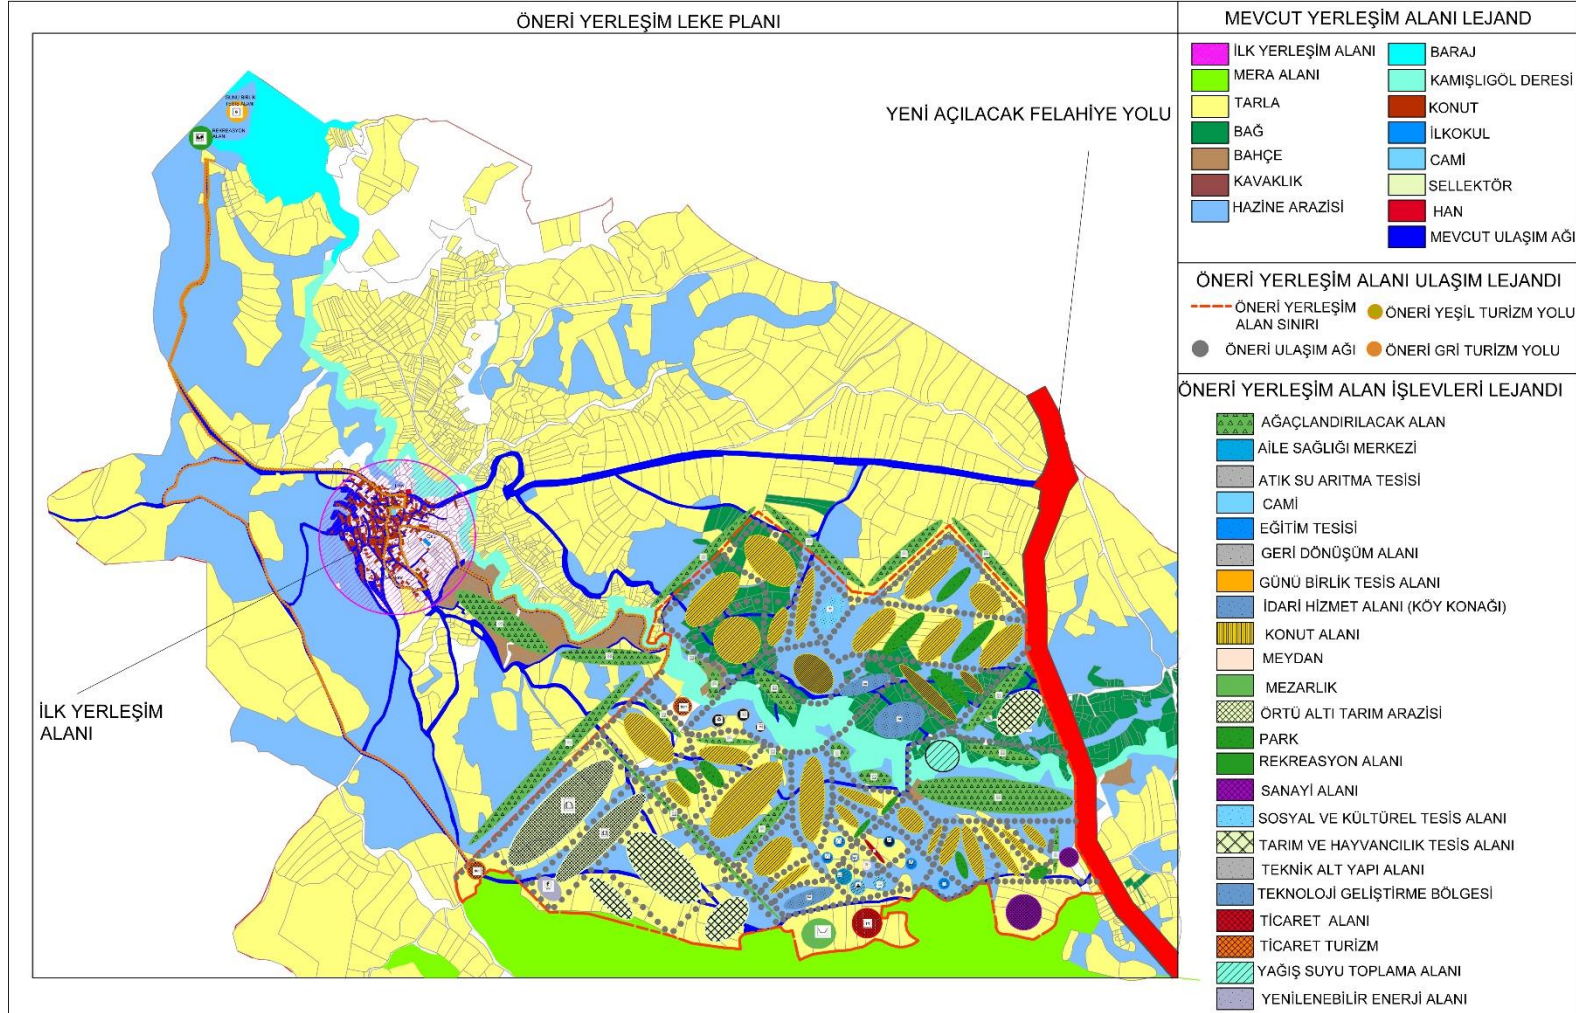 ÖNERİ YERLEŞİM LEKE PLANI
YENİ AÇILACAK FELAHİYE YOLU
GÜNÜ BİRLİK
TESİS ALANI
REKREASYON
ALANI
İLK YERLEŞİM
ALANI
MEVCUT YERLEŞİM ALANI LEJAND
İLK YERLEŞİM ALANI
MERA ALANI
TARLA
BAĞ
BAHÇE
KAVAKLIK
HAZİNE ARAZİSİ
BARAJ
KAMIŞLIGÖL DERESİ
KONUT
İLKOKUL
CAMİ
SELLEKTÖR
HAN
MEVCUT ULAŞIM AĞI
ÖNERİ YERLEŞİM ALANI ULAŞIM LEJANDI
ÖNERİ YERLEŞİM
ALAN SINIRI
ÖNERİ YEŞİL TURİZM YOLU
ÖNERİ ULAŞIM AĞI
ÖNERİ GRİ TURİZM YOLU
ÖNERİ YERLEŞİM ALAN İŞLEVLERİ LEJANDI
AĞAÇLANDIRILACAK ALAN
AİLE SAĞLIĞI MERKEZİ
ATIK SU ARITMA TESİSİ
CAMİ
EĞİTİM TESİSİ
GERİ DÖNÜŞÜM ALANI
GÜNÜ BİRLİK TESİS ALANI
İDARİ HİZMET ALANI (KÖY KONAĞI)
KONUT ALANI
MEYDAN
MEZARLIK
ÖRTÜ ALTI TARIM ARAZİSİ
PARK
REKREASYON ALANI
SANAYİ ALANI
SOSYAL VE KÜLTÜREL TESİS ALANI
TARIM VE HAYVANCILIK TESİS ALANI
TEKNİK ALT YAPI ALANI
TEKNOLOJİ GELİŞTİRME BÖLGESİ
TİCARET ALANI
TİCARET TURİZM
YAĞIŞ SUYU TOPLAMA ALANI
YENİLENEBİLİR ENERJİ ALANI